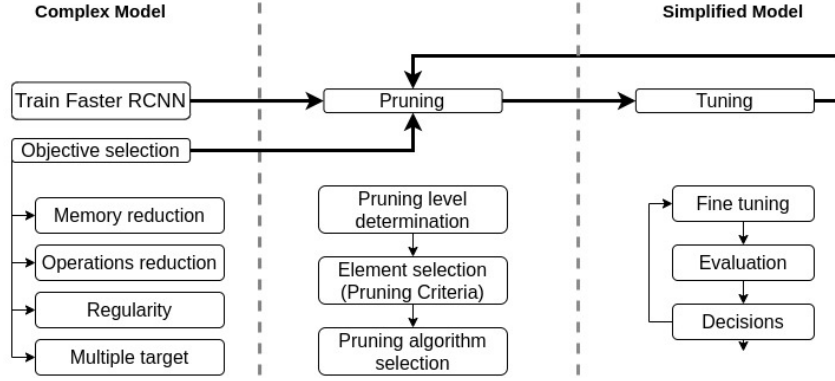 Complex Model
Simplified Model
Train Faster RCNN
Pruning
Tuning
Objective selection
Memory reduction
Operations reduction
Regularity
Multiple target
Pruning level
determination
Element selection
(Pruning Criteria)
Pruning algorithm
selection
Fine tuning
Evaluation
Decisions